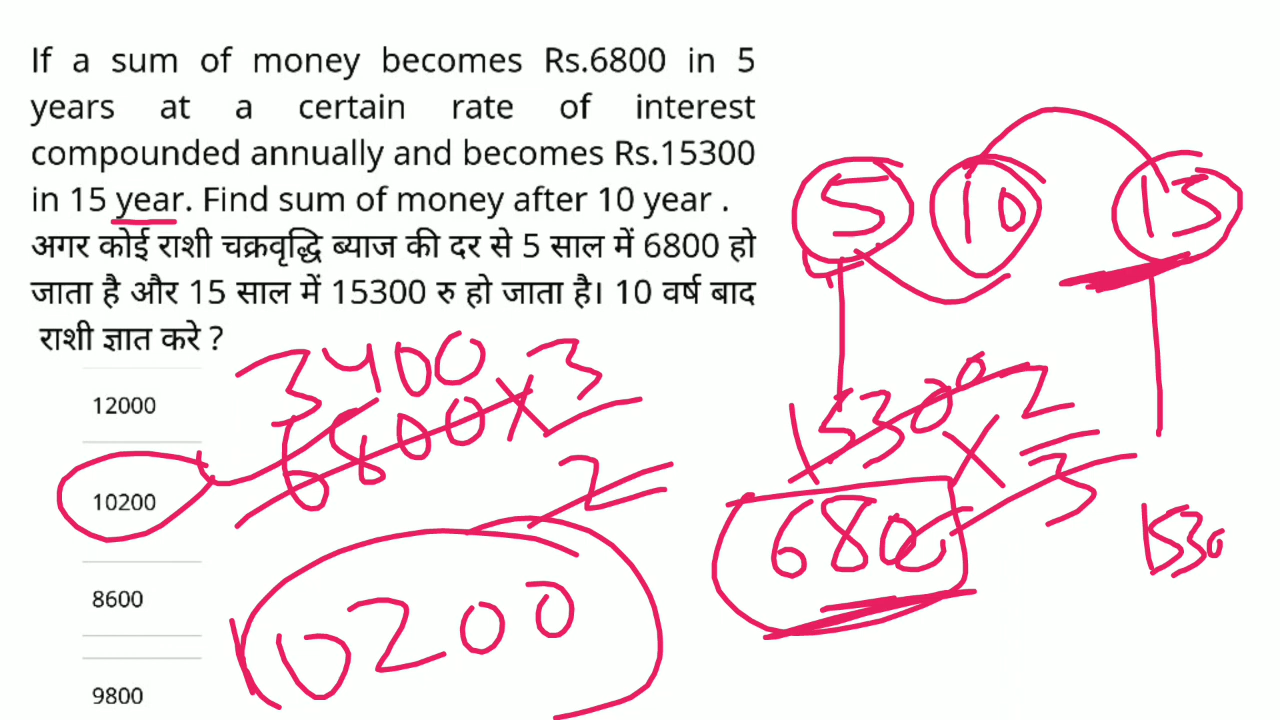 If a sum of money becomes Rs.6800 in 5
years at a certain rate of interest
compounded annually and becomes Rs.15300
in 15 year. Find sum of money after 10 year .
अगर कोई राशी चक्रवृद्धि ब्याज की दर से 5 साल में 6800 हो
जाता है और 15 साल में 15300 रु हो जाता है। 10 वर्ष बाद
राशी ज्ञात करे ?
5 10 15
3400
6800 × 3
2
15300 × 2
3
12000
10200
8600
9800
10200
6800
1530